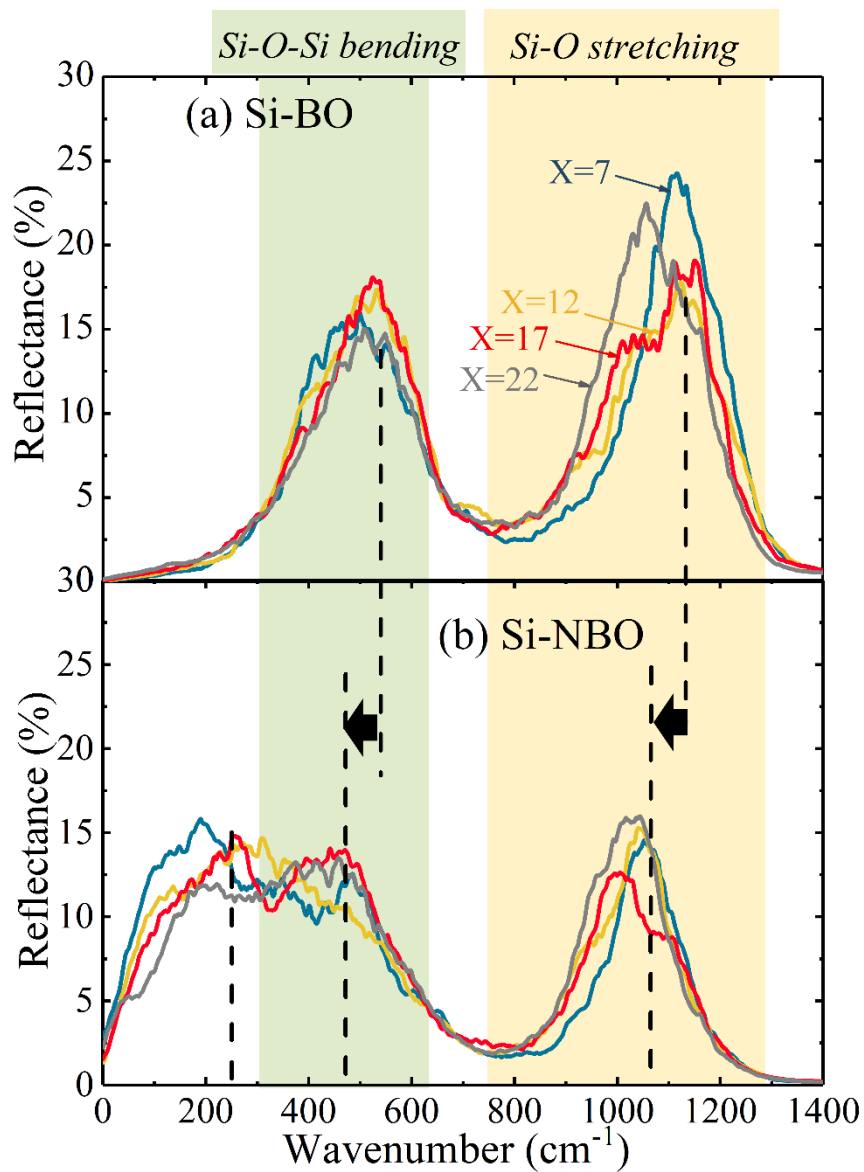 Si-O-Si bending Si-O stretching
30
(a) Si-BO
25
X=7
20
X=12
15
X=17
X=22
10
5
Reflectance (%)
30
(b) Si-NBO
25
20
15
10
5
0
Reflectance (%)
0 200 400 600 800 1000 1200 1400
Wavenumber (cm⁻¹)